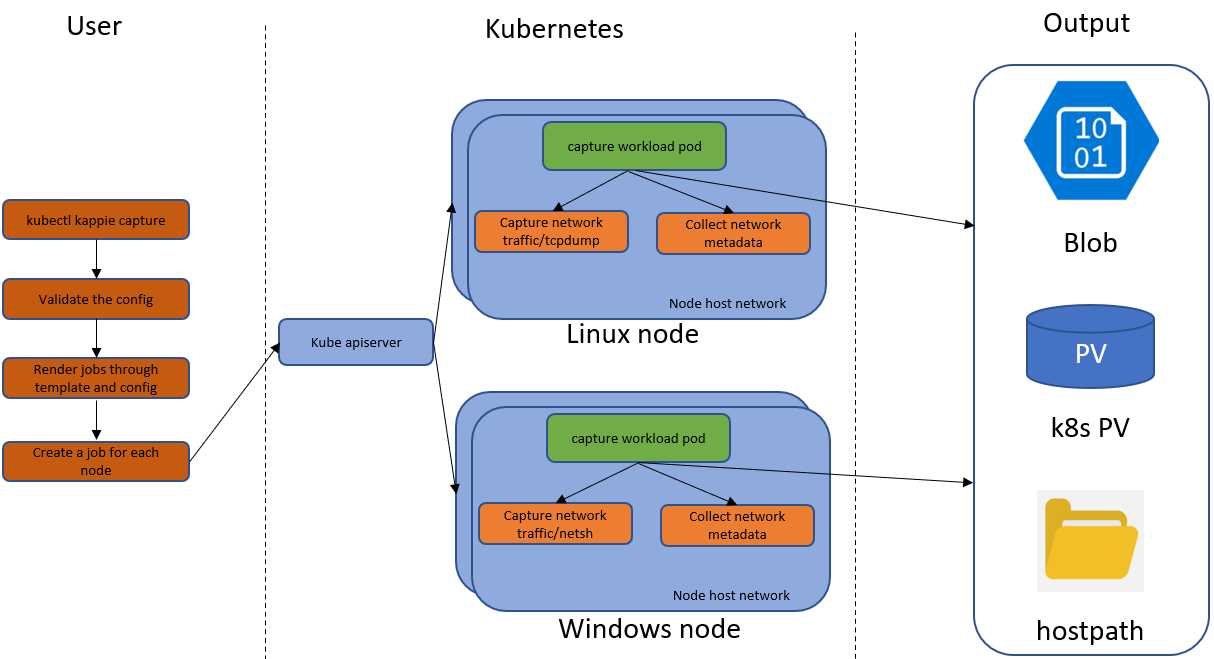 User
Kubernetes
Output
kubectl kappie capture
Validate the config
Render jobs through
template and config
Create a job for each
node
Kube apiserver
capture workload pod
Capture network
traffic/tcpdump
Collect network
metadata
Node host network
Linux node
capture workload pod
Capture network
traffic/netsh
Collect network
metadata
Node host network
Windows node
10
01
Blob
PV
k8s PV
hostpath